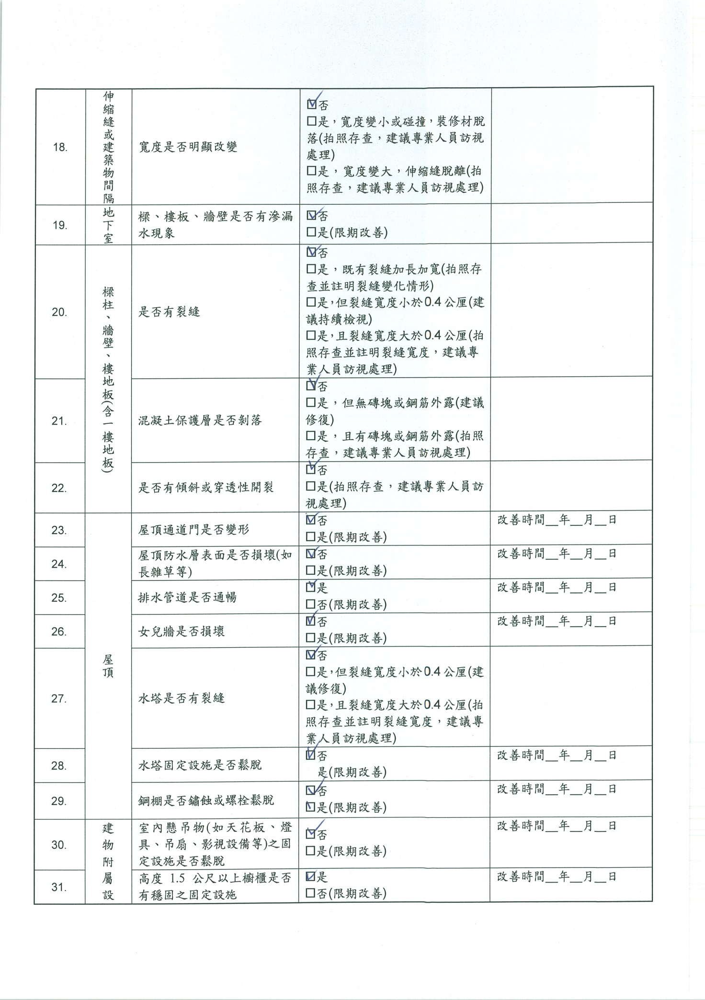 18.
伸縮縫或建築物間隔
寬度是否明顯改變
☑否
☐是，寬度變小或碰撞，裝修材脫
落(拍照存查，建議專業人員訪視
處理)
☐是，寬度變大，伸縮縫脫離(拍
照存查，建議專業人員訪視處理)
19.
地下室
樑、樓板、牆壁是否有滲漏
水現象
☑否
☐是(限期改善)
20.
樑柱、牆壁、樓地板(含一樓地板)
是否有裂縫
☑否
☐是，既有裂縫加長加寬(拍照存
查並註明裂縫變化情形)
☐是，但裂縫寬度小於0.4公厘(建
議持續檢視)
☐是，且裂縫寬度大於0.4公厘(拍
照存查並註明裂縫寬度，建議專
業人員訪視處理)
21.
混凝土保護層是否剝落
☑否
☐是，但無磚塊或鋼筋外露(建議
修復)
☐是，且有磚塊或鋼筋外露(拍照
存查，建議專業人員訪視處理)
22.
是否有傾斜或穿透性開裂
☑否
☐是(拍照存查，建議專業人員訪
視處理)
23.
屋頂
屋頂通道門是否變形
☑否
☐是(限期改善)
改善時間__年__月__日
24.
屋頂防水層表面是否損壞(如
長雜草等)
☑否
☐是(限期改善)
改善時間__年__月__日
25.
排水管道是否通暢
☑是
☐否(限期改善)
改善時間__年__月__日
26.
女兒牆是否損壞
☑否
☐是(限期改善)
改善時間__年__月__日
27.
水塔是否有裂縫
☑否
☐是，但裂縫寬度小於0.4公厘(建
議修復)
☐是，且裂縫寬度大於0.4公厘(拍
照存查並註明裂縫寬度，建議專
業人員訪視處理)
28.
水塔固定設施是否鬆脫
☑否
是(限期改善)
改善時間__年__月__日
29.
鋼棚是否鏽蝕或螺栓鬆脫
☑否
☐是(限期改善)
改善時間__年__月__日
30.
建物附屬設
室內懸吊物(如天花板、燈
具、吊扇、影視設備等)之固
定設施是否鬆脫
☑否
☐是(限期改善)
改善時間__年__月__日
31.
高度 1.5 公尺以上櫥櫃是否
有穩固之固定設施
☑是
☐否(限期改善)
改善時間__年__月__日